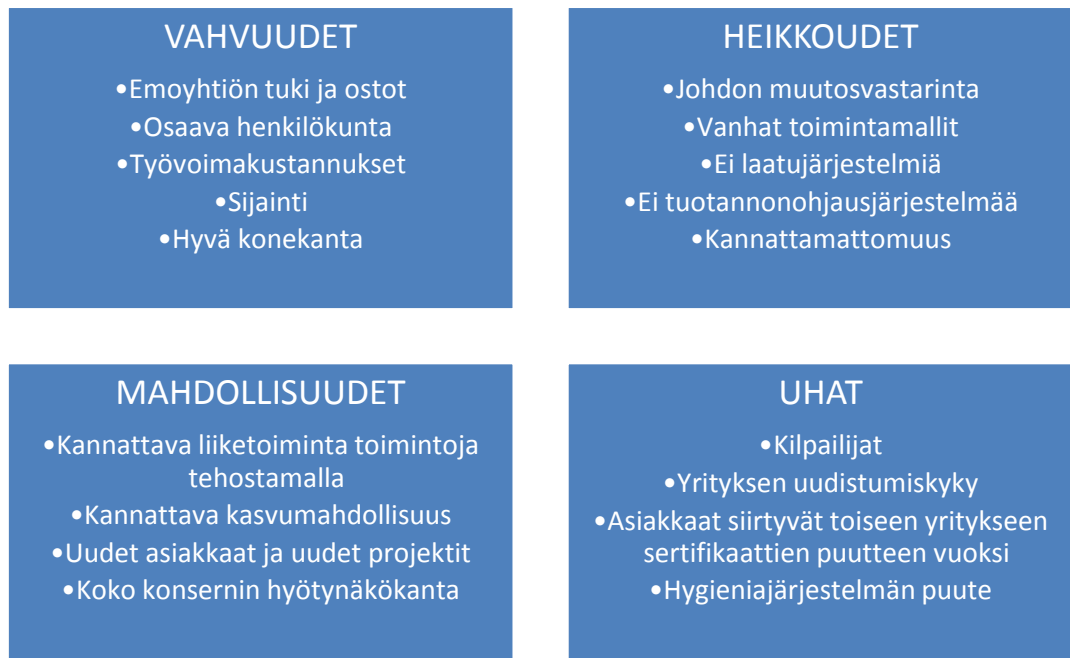 VAHVUUDET
•Emoyhtiön tuki ja ostot
•Osaava henkilökunta
•Työvoimakustannukset
•Sijainti
•Hyvä konekanta
HEIKKOUDET
•Johdon muutosvastarinta
•Vanhat toimintamallit
•Ei laatujärjestelmiä
•Ei tuotannonohjausjärjestelmää
•Kannattamattomuus
MAHDOLLISUUDET
•Kannattava liiketoiminta toimintoja
tehostamalla
•Kannattava kasvumahdollisuus
•Uudet asiakkaat ja uudet projektit
•Koko konsernin hyötynäkökanta
UHAT
•Kilpailijat
•Yrityksen uudistumiskyky
•Asiakkaat siirtyvät toiseen yritykseen
sertifikaattien puutteen vuoksi
•Hygieniajärjestelmän puute